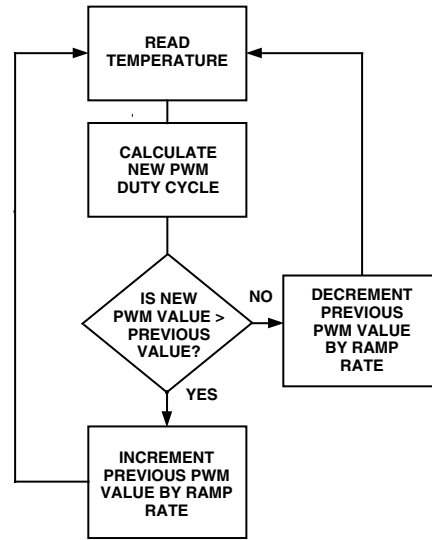 READ
TEMPERATURE
CALCULATE
NEW PWM
DUTY CYCLE
IS NEW
PWM VALUE >
PREVIOUS
VALUE?
NO
DECREMENT
PREVIOUS
PWM VALUE
BY RAMP
RATE
YES
INCREMENT
PREVIOUS PWM
VALUE BY RAMP
RATE